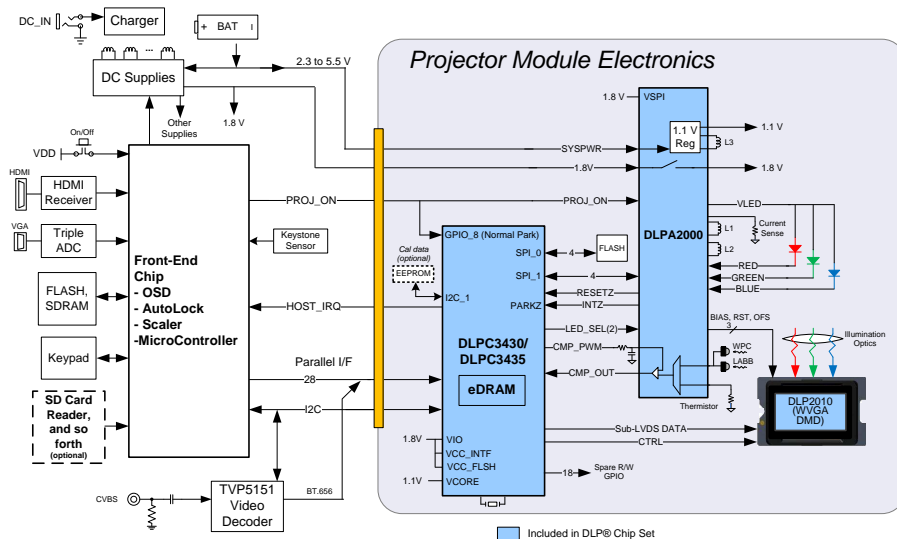 DC_IN
Charger
+ BAT I
DC Supplies
2.3 to 5.5 V
Other
Supplies
1.8 V
On/Off
VDD
HDMI
HDMI
Receiver
VGA
Triple
ADC
FLASH,
SDRAM
Keypad
SD Card
Reader,
and so
forth
(optional)
Front-End
Chip
- OSD
- AutoLock
- Scaler
-MicroController
Keystone
Sensor
PROJ_ON
HOST_IRQ
Parallel I/F
28
I2C
CVBS
TVP5151
Video
Decoder
BT.656
Projector Module Electronics
SYSPWR
1.8V
PROJ_ON
Cal data
(optional)
EEPROM
GPIO_8 (Normal Park)
SPI_0
4
FLASH
SPI_1
4
I2C_1
RESETZ
PARKZ
INTZ
LED_SEL(2)
DLPC3430/
DLPC3435
CMP_PWM
eDRAM
CMP_OUT
1.8V
VIO
VCC_INTF
VCC_FLSH
1.1V
VCORE
Sub-LVDS DATA
CTRL
18
Spare R/W
GPIO
1.8 V
VSPI
1.1 V
Reg
L3
1.1 V
1.8 V
DLPA2000
VLED
Current
Sense
L1
L2
RED
GREEN
BLUE
BIAS, RST, OFS
3
WPC
LABB
Thermistor
Illumination
Optics
DLP2010
(WVGA
DMD)
Included in DLP® Chip Set